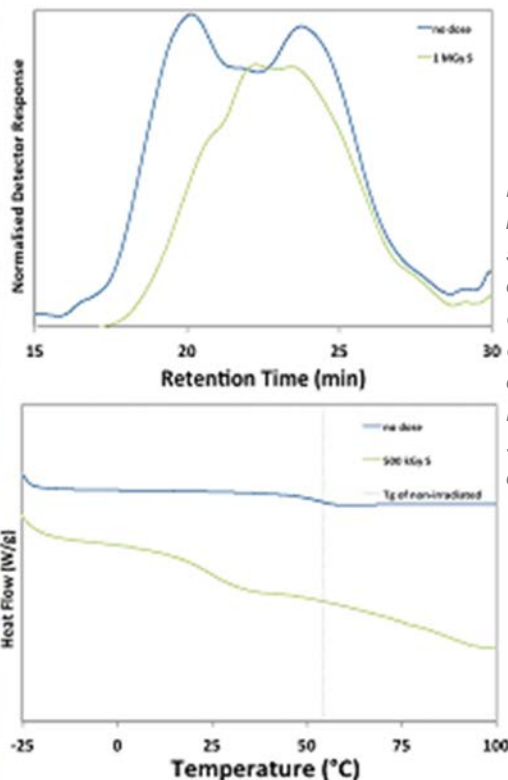 no dose
1 MGy S
Normalised Detector Response
15 20 25 30
Retention Time (min)
no dose
500 kGy S
Tg of non-irradiated
Heat Flow (W/g)
-25 0 25 50 75 100
Temperature (°C)